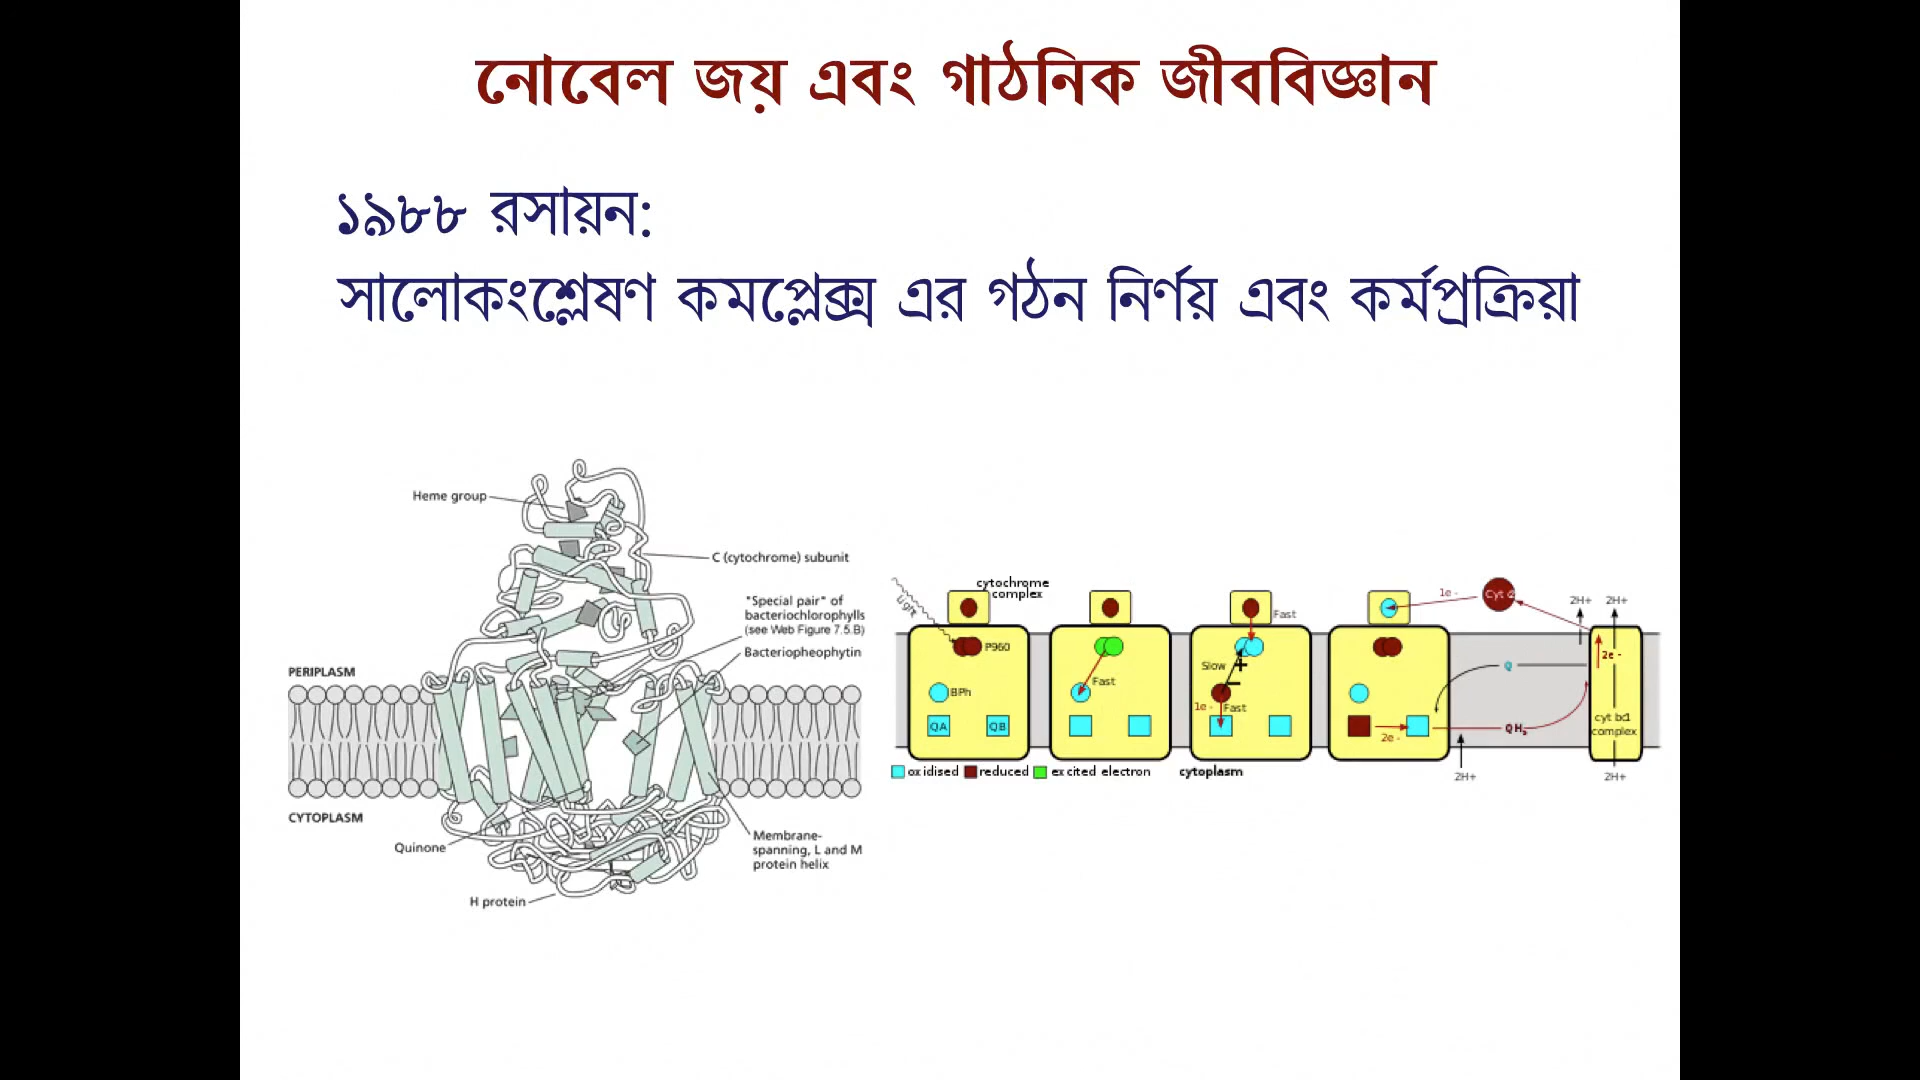 নোবেল জয় এবং গাঠনিক জীববিজ্ঞান
১৯৮৮ রসায়ন:
সালোকংশ্লেষণ কমপ্লেক্স এর গঠন নির্ণয় এবং কর্মপ্রক্রিয়া
Heme group
C (cytochrome) subunit
"Special pair" of
bacteriochlorophylls
(see Web Figure 7.5.B)
Bacteriopheophytin
PERIPLASM
CYTOPLASM
Quinone
Membrane-
spanning, L and M
protein helix
H protein
Light
cytochrome
complex
P960
BPh
QA
QB
Fast
Fast
Slow
+
−
1e -
Fast
1e -
Cyt c2
2H+
2H+
2e -
Q
2e -
QH₂
cyt bc1
complex
2H+
2H+
oxidised
reduced
excited electron
cytoplasm